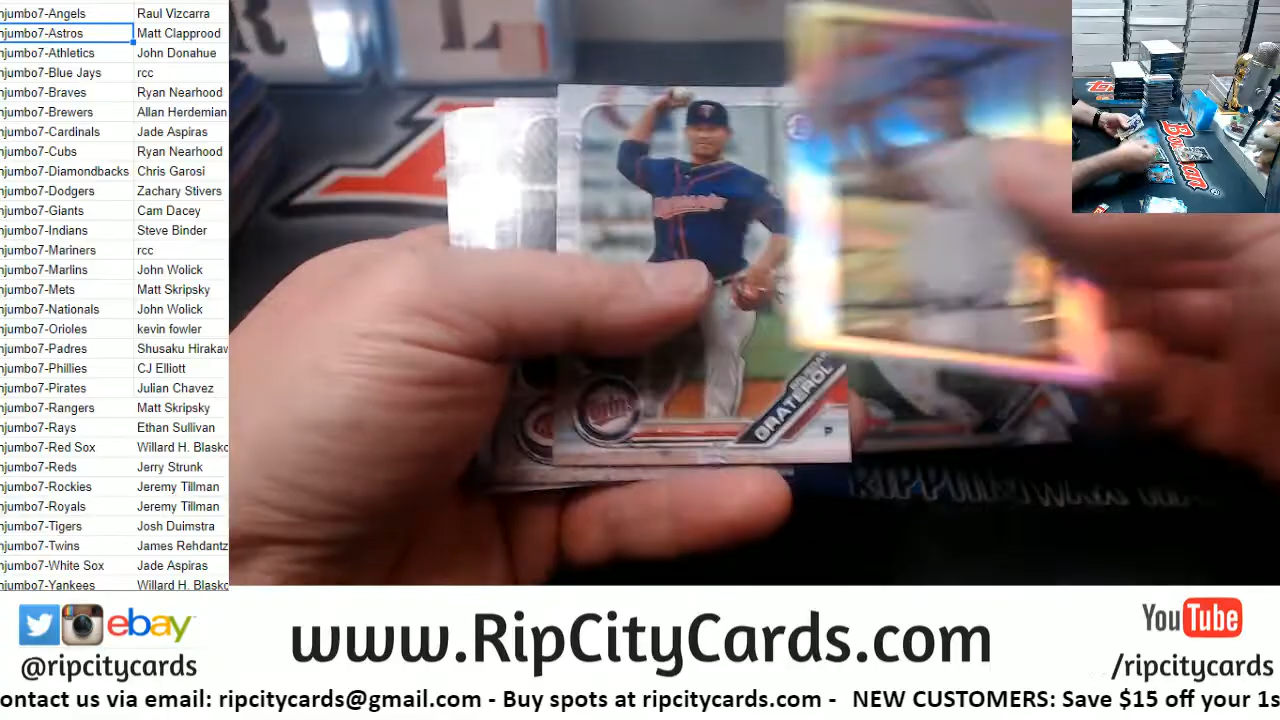 njumbo7-Angels Raul Vizcarra
njumbo7-Astros Matt Clapprood
njumbo7-Athletics John Donahue
njumbo7-Blue Jays rcc
njumbo7-Braves Ryan Nearhood
njumbo7-Brewers Allan Herdemian
njumbo7-Cardinals Jade Aspiras
njumbo7-Cubs Ryan Nearhood
njumbo7-Diamondbacks Chris Garosi
njumbo7-Dodgers Zachary Stivers
njumbo7-Giants Cam Dacey
njumbo7-Indians Steve Binder
njumbo7-Mariners rcc
njumbo7-Marlins John Wolick
njumbo7-Mets Matt Skripsky
njumbo7-Nationals John Wolick
njumbo7-Orioles kevin fowler
njumbo7-Padres Shusaku Hirakaw
njumbo7-Phillies CJ Elliott
njumbo7-Pirates Julian Chavez
njumbo7-Rangers Matt Skripsky
njumbo7-Rays Ethan Sullivan
njumbo7-Red Sox Willard H. Blasko
njumbo7-Reds Jerry Strunk
njumbo7-Rockies Jeremy Tillman
njumbo7-Royals Jeremy Tillman
njumbo7-Tigers Josh Duimstra
njumbo7-Twins James Rehdantz
njumbo7-White Sox Jade Aspiras
njumbo7-Yankees Willard H. Blasko
Twins
GRATEROL
P
Bowman
ebay
@ripcitycards
www.RipCityCards.com
YouTube
/ripcitycards
ontact us via email: ripcitycards@gmail.com - Buy spots at ripcitycards.com - NEW CUSTOMERS: Save $15 off your 1s